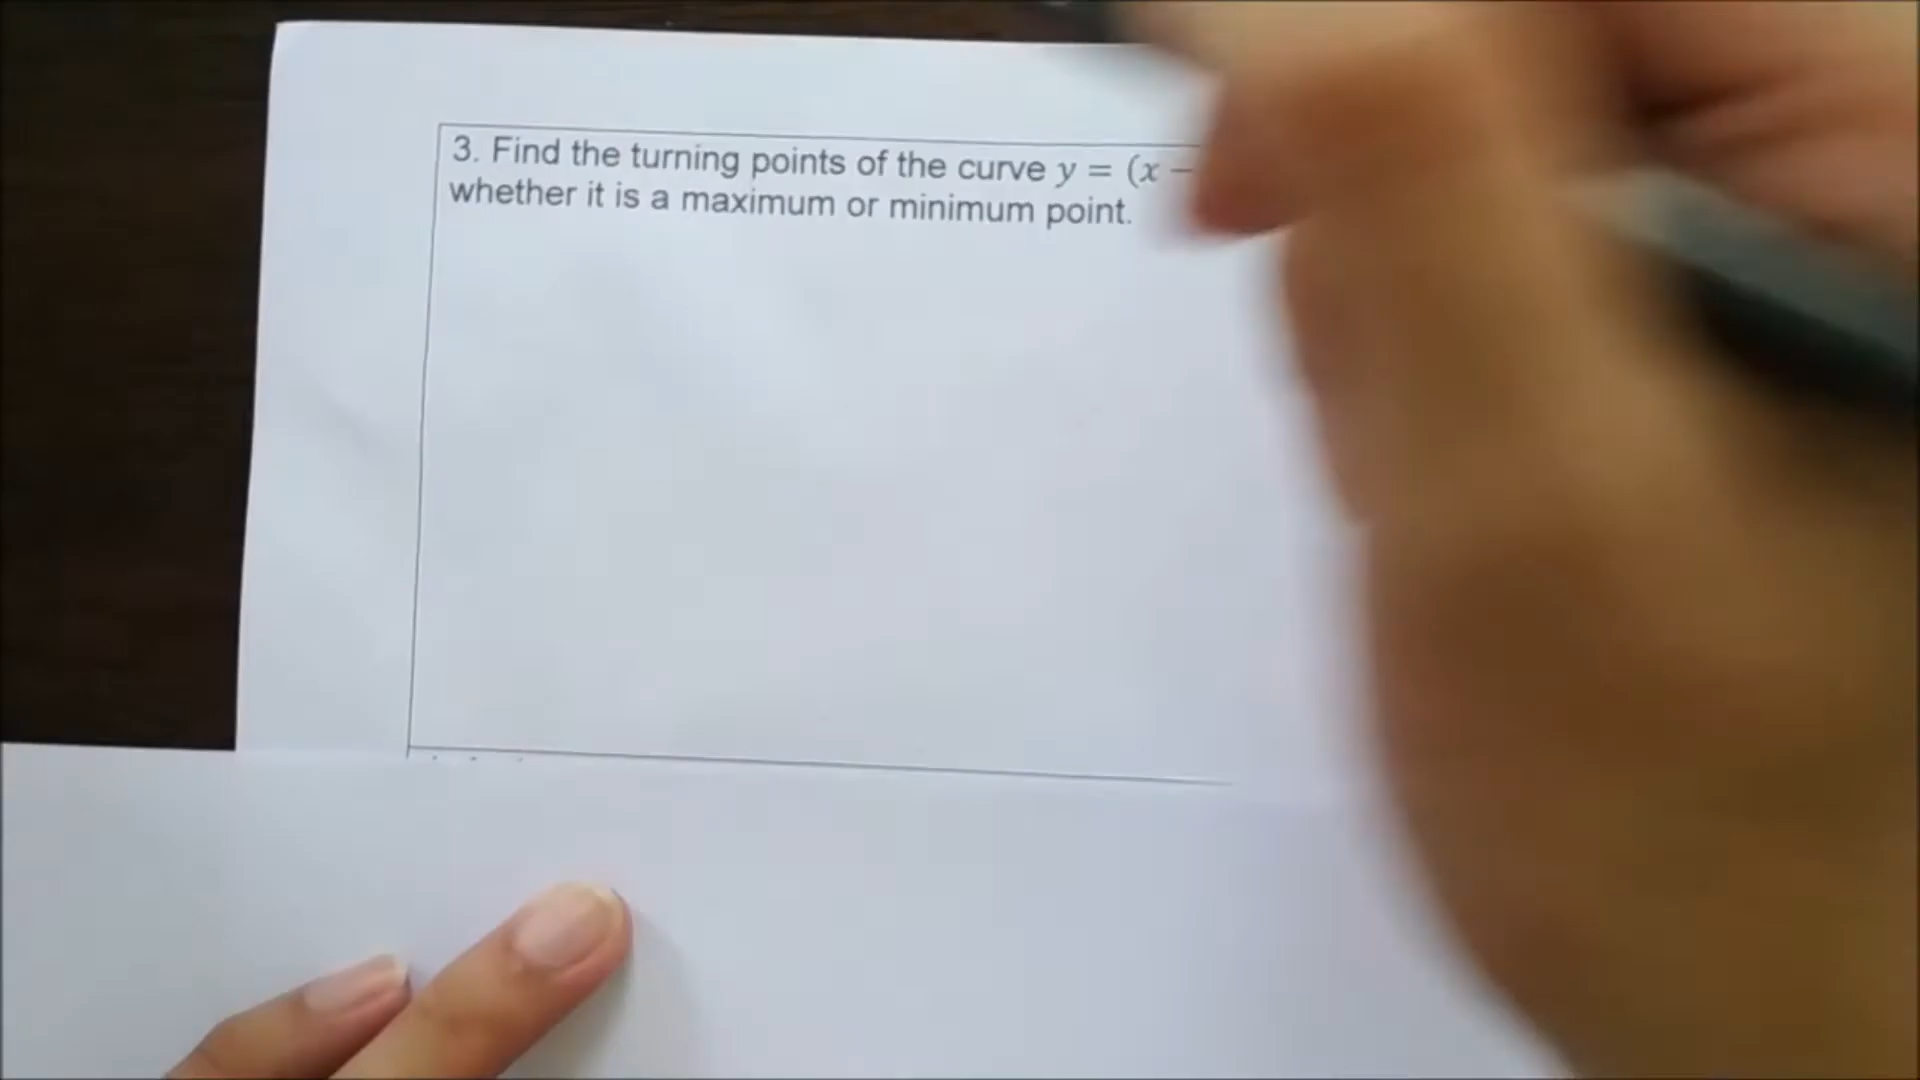 3. Find the turning points of the curve y = (x −
whether it is a maximum or minimum point.